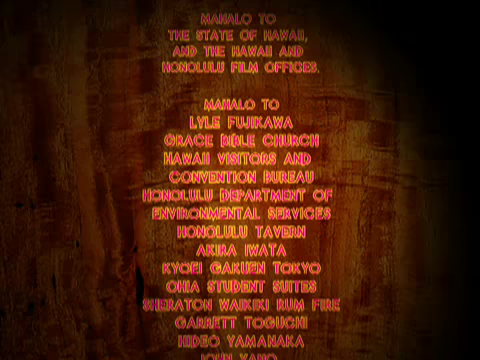 MAHALO TO
THE STATE OF HAWAII,
AND THE HAWAII AND
HONOLULU FILM OFFICES.
MAHALO TO
LYLE FUJIKAWA
GRACE BIBLE CHURCH
HAWAII VISITORS AND
CONVENTION BUREAU
HONOLULU DEPARTMENT OF
ENVIRONMENTAL SERVICES
HONOLULU TAVERN
AKIRA IWATA
KYOEI GAKUEN TOKYO
OHIA STUDENT SUITES
SHERATON WAIKIKI RUM FIRE
GARRETT TOGUCHI
HIDEO YAMANAKA
JOHN YAMO